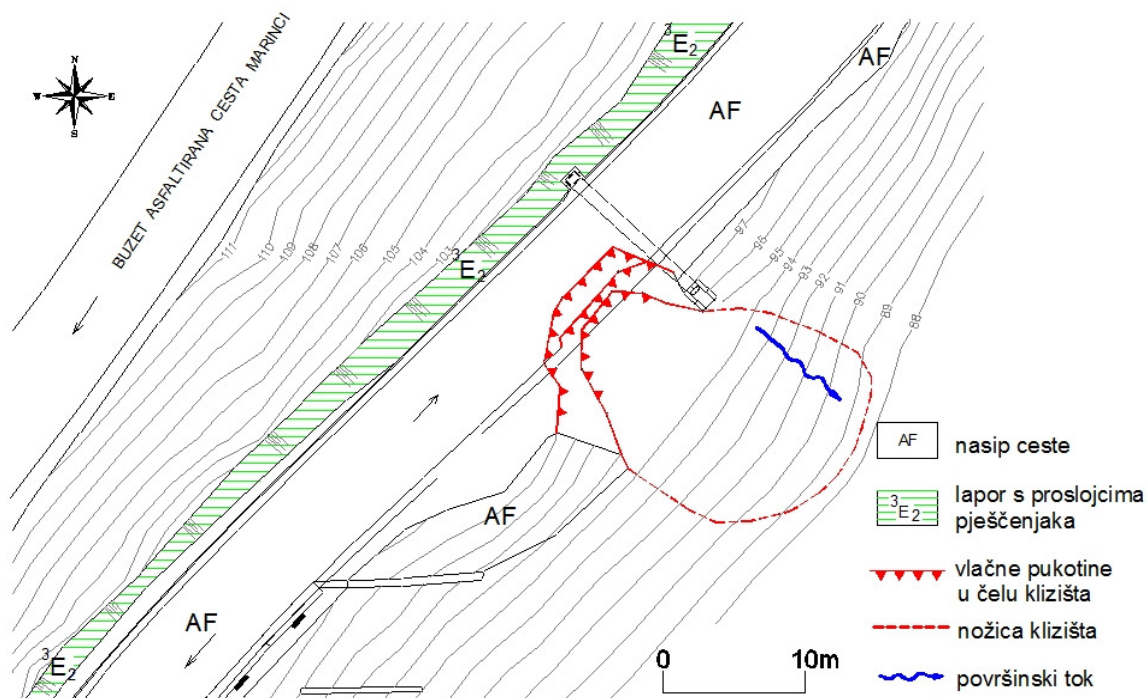 ³E₂
AF
N
W
E
S
BUZET ASFALTIRANA CESTA MARINCI
AF
111
110
109
108
107
106
105
104
103
³E₂
97
96
95
94
93
92
91
90
89
88
AF
nasip ceste
³E₂
lapor s proslojcima
pješčenjaka
AF
vlačne pukotine
u čelu klizišta
AF
nožica klizišta
³E₂
0
10m
površinski tok